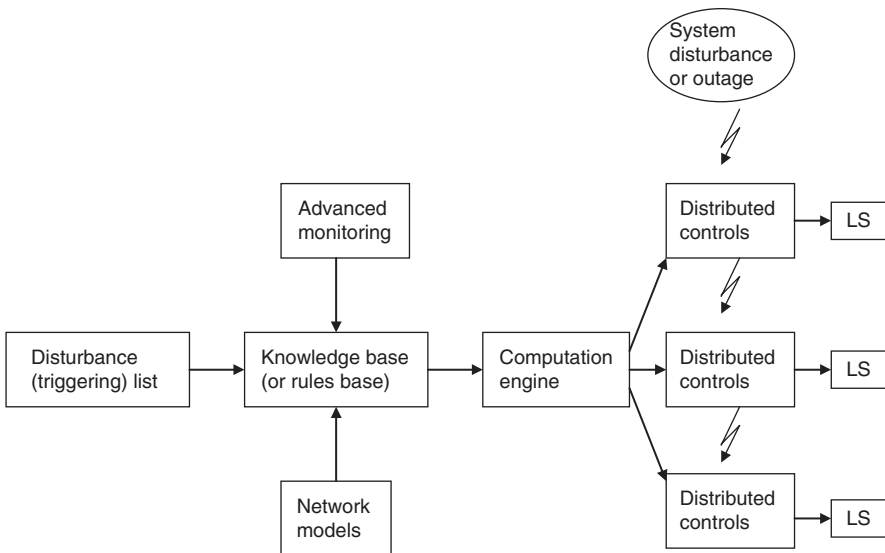 System
disturbance
or outage
Advanced
monitoring
Distributed
controls
LS
Disturbance
(triggering) list
Knowledge base
(or rules base)
Computation
engine
Distributed
controls
LS
Network
models
Distributed
controls
LS